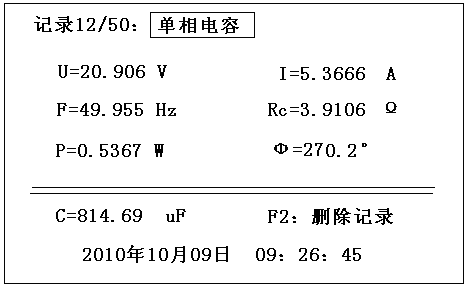 记录12/50： 单相电容
U=20.906 V I=5.3666 A
F=49.955 Hz Rc=3.9106 Ω
P=0.5367 W Φ=270.2°
C=814.69 uF F2：删除记录
2010年10月09日 09：26：45